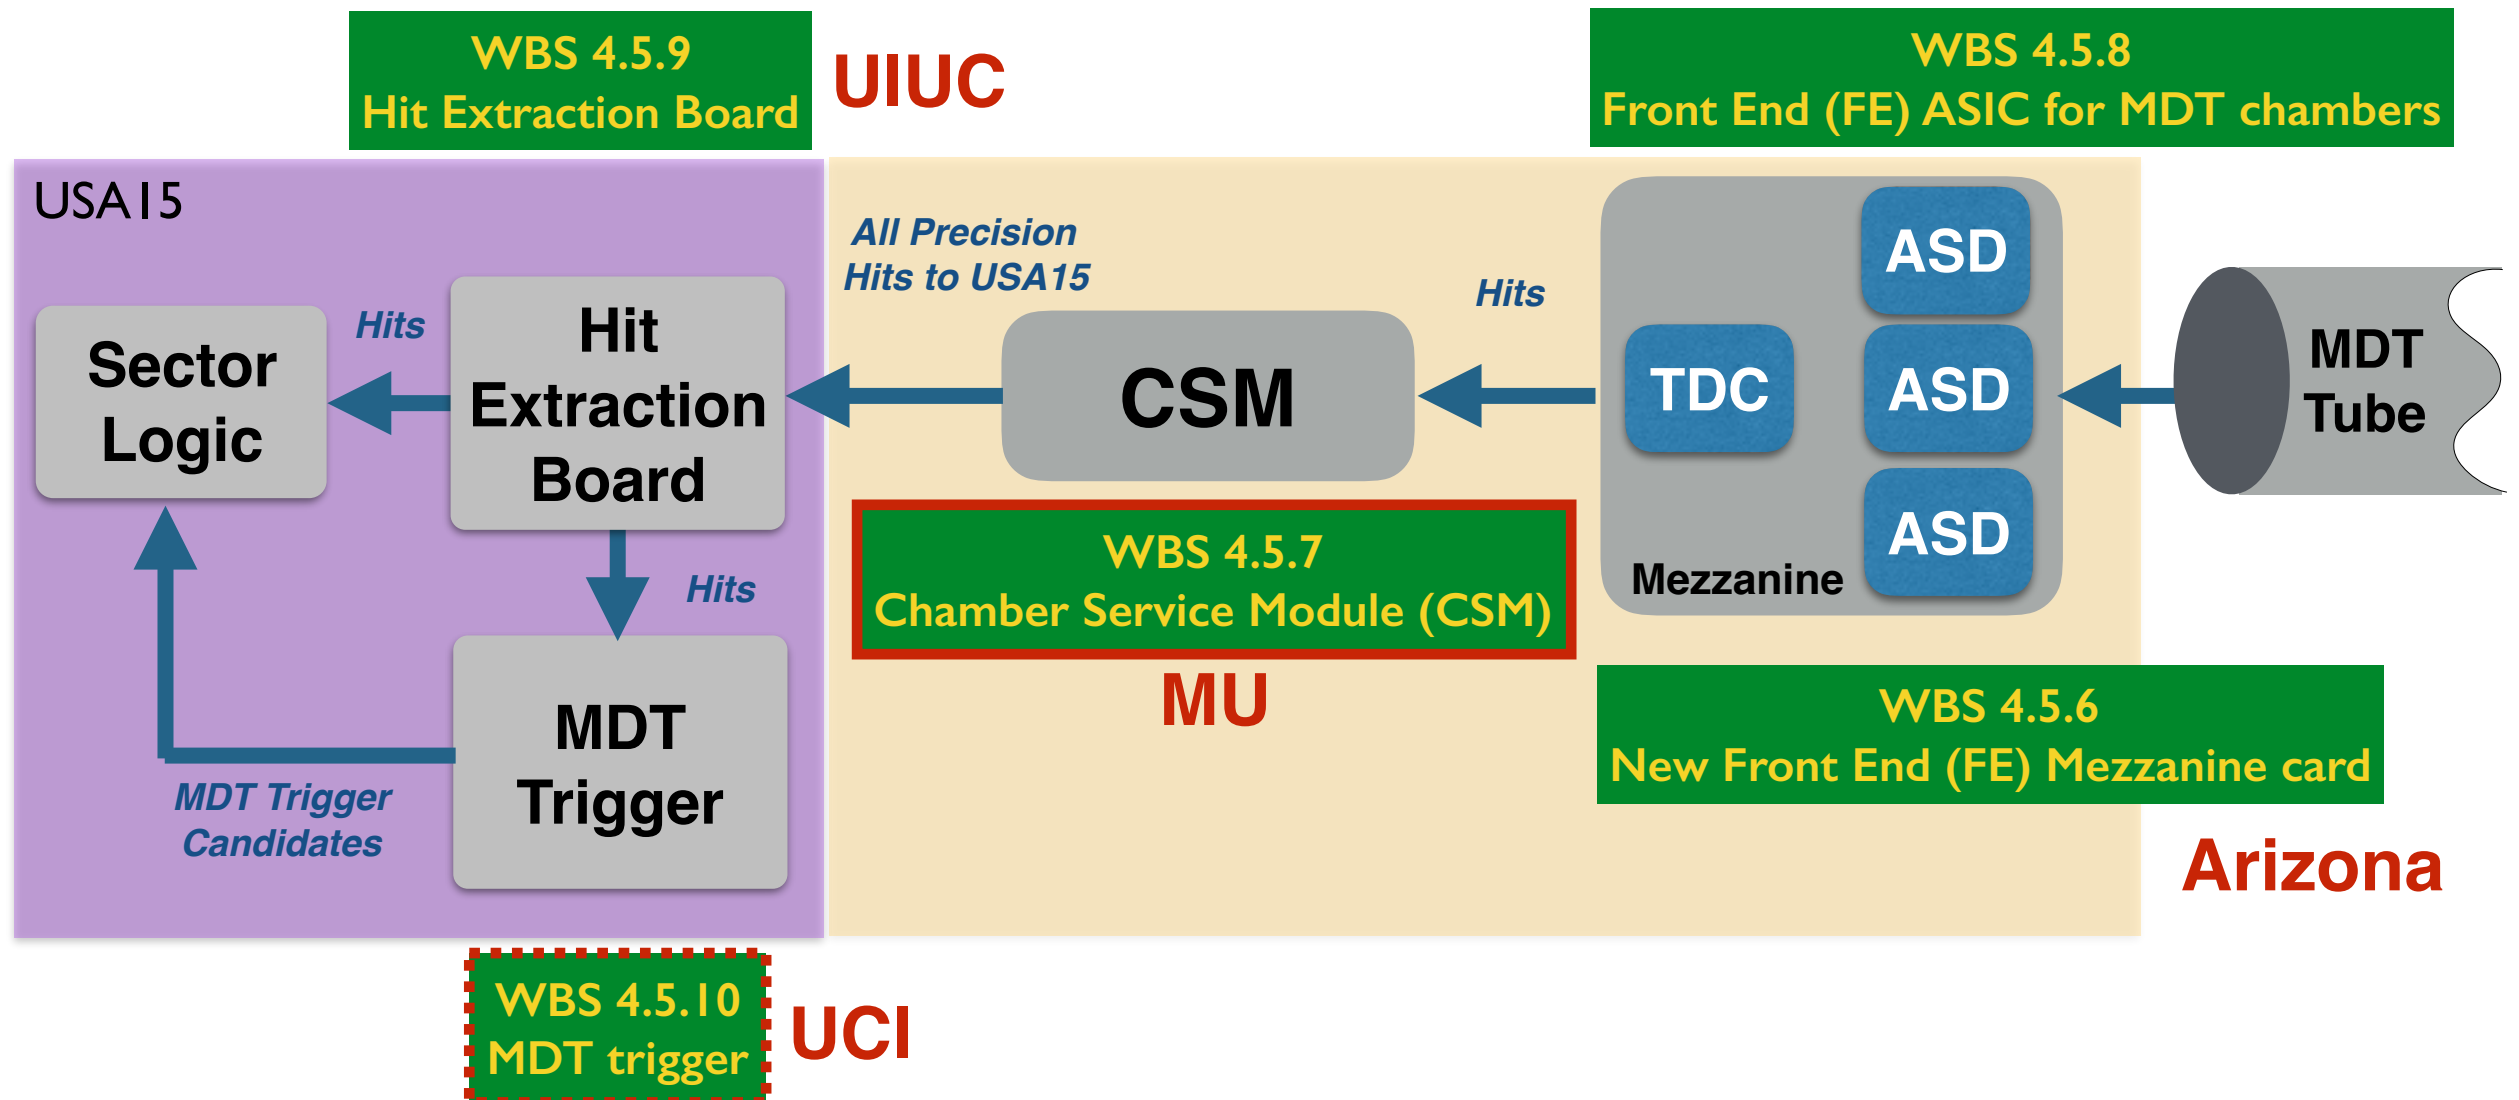 WBS 4.5.9
Hit Extraction Board
UIUC
WBS 4.5.8
Front End (FE) ASIC for MDT chambers
USA15
Sector
Logic
Hits
Hit
Extraction
Board
Hits
MDT
Trigger
MDT Trigger
Candidates
All Precision
Hits to USA15
CSM
Hits
WBS 4.5.7
Chamber Service Module (CSM)
MU
ASD
TDC
ASD
ASD
Mezzanine
MDT
Tube
WBS 4.5.6
New Front End (FE) Mezzanine card
Arizona
WBS 4.5.10
MDT trigger
UCI